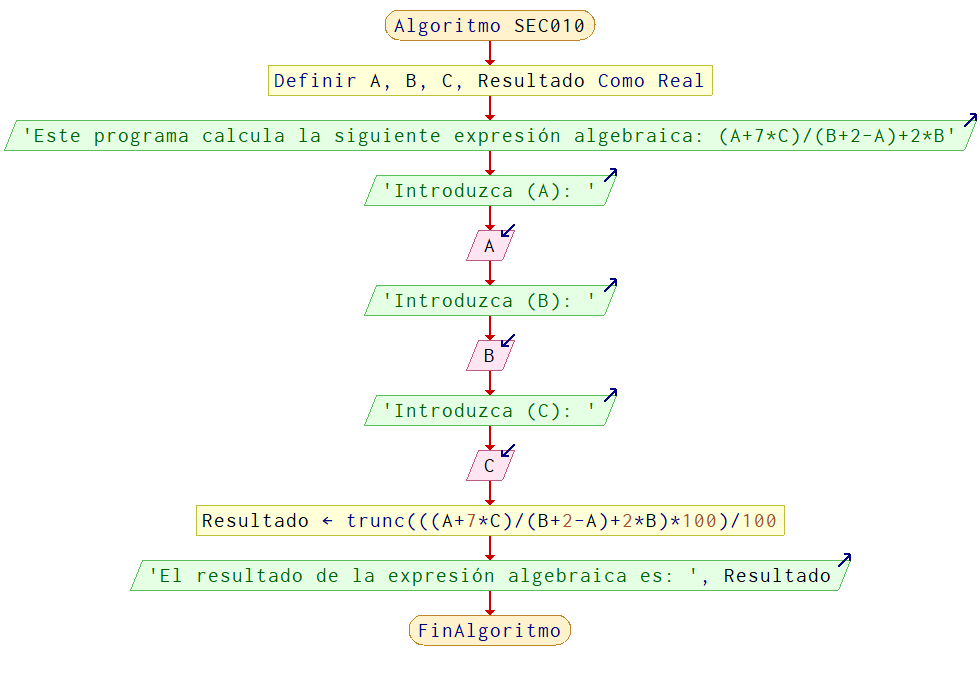 Algoritmo SEC010
Definir A, B, C, Resultado Como Real
'Este programa calcula la siguiente expresión algebraica: (A+7*C)/(B+2-A)+2*B'
'Introduzca (A): '
A
'Introduzca (B): '
B
'Introduzca (C): '
C
Resultado ← trunc(((A+7*C)/(B+2-A)+2*B)*100)/100
'El resultado de la expresión algebraica es: ', Resultado
FinAlgoritmo